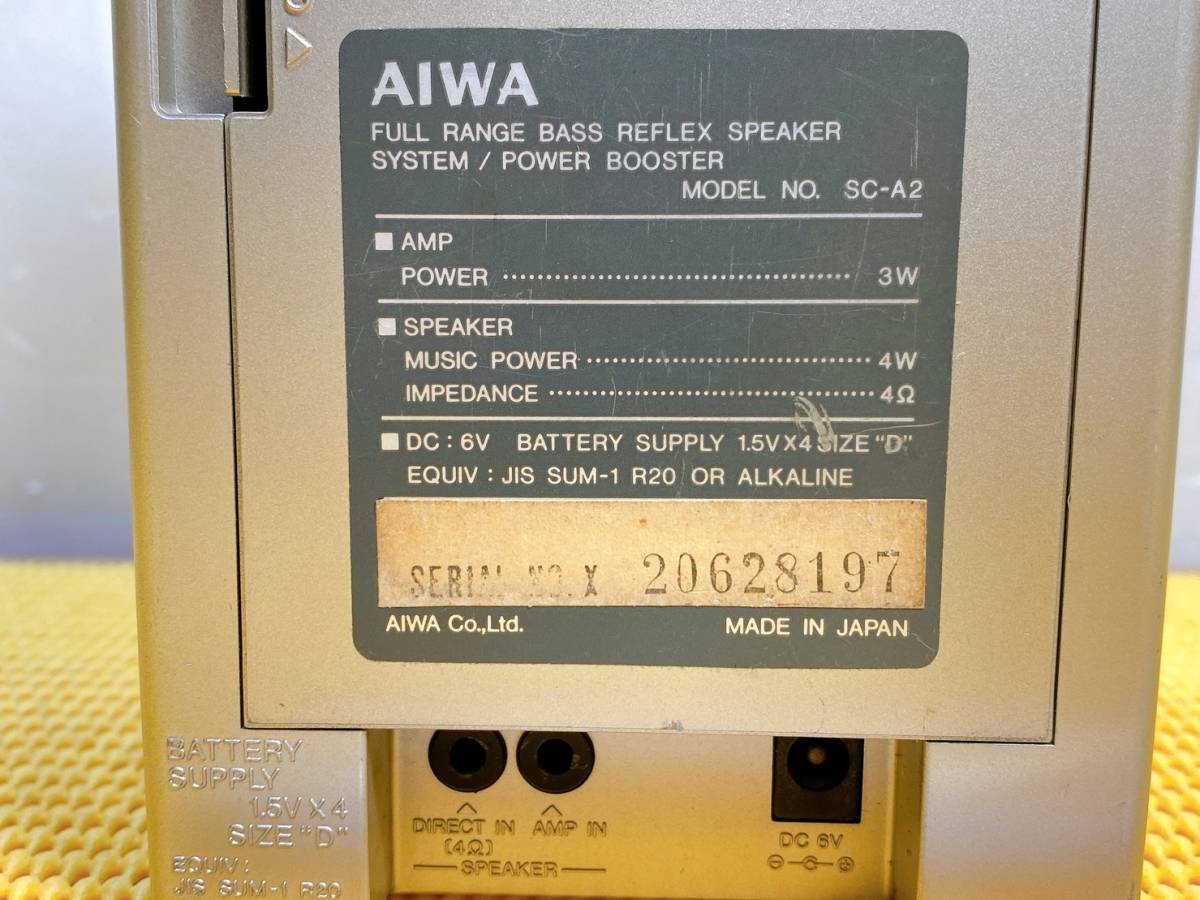 AIWA
FULL RANGE BASS REFLEX SPEAKER
SYSTEM / POWER BOOSTER
MODEL NO. SC-A2
AMP
POWER 3W
SPEAKER
MUSIC POWER 4W
IMPEDANCE 4Ω
DC : 6V BATTERY SUPPLY 1.5V X 4 SIZE "D"
EQUIV : JIS SUM-1 R20 OR ALKALINE
SERIAL NO. X 20628197
AIWA Co.,Ltd. MADE IN JAPAN
BATTERY
SUPPLY
1.5V X 4
SIZE "D"
EQUIV:
JIS SUM-1 R20
DIRECT IN AMP IN
(4Ω)
SPEAKER
DC 6V